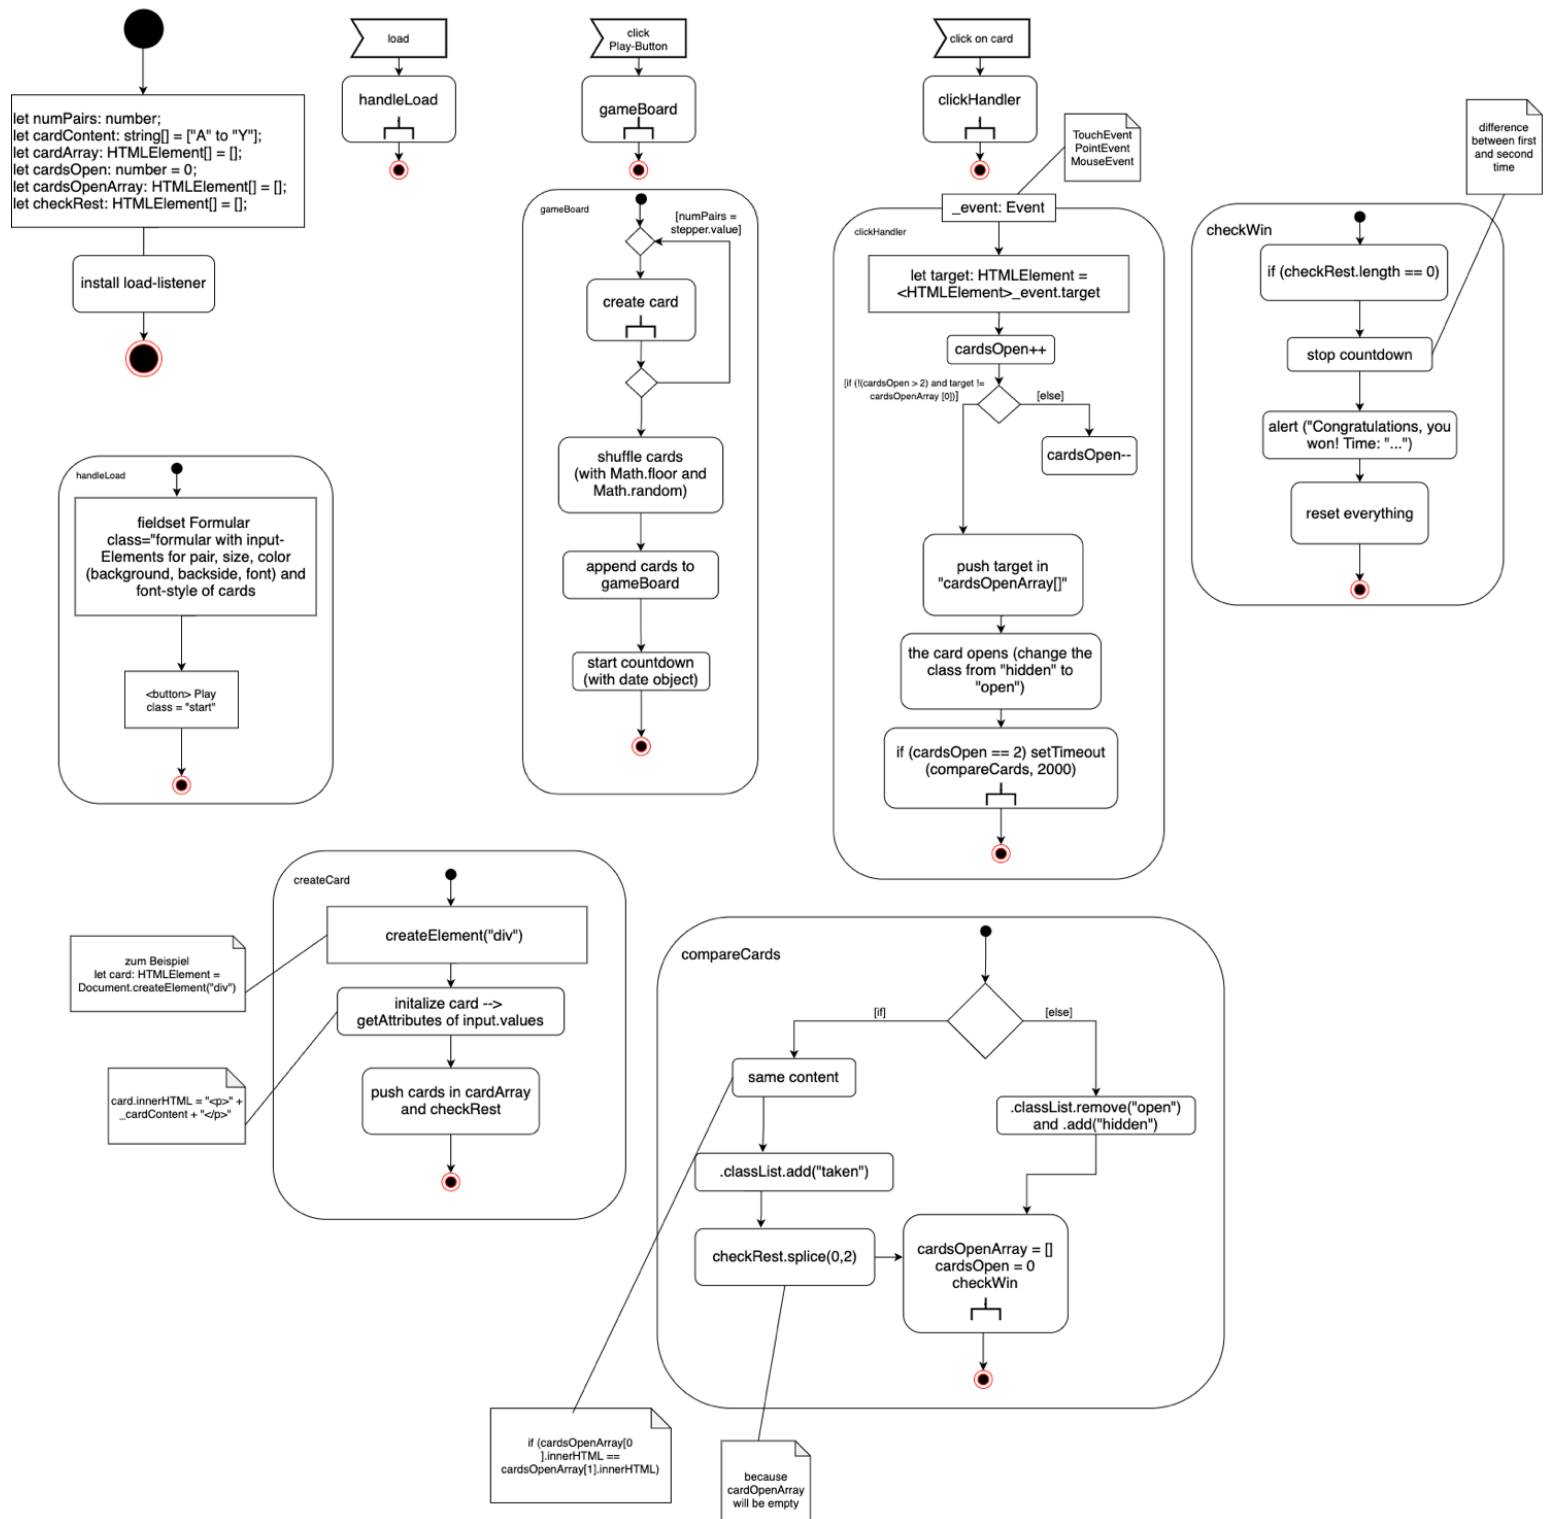 let numPairs: number;
let cardContent: string[] = ["A" to "Y"];
let cardArray: HTMLElement[] = [];
let cardsOpen: number = 0;
let cardsOpenArray: HTMLElement[] = [];
let checkRest: HTMLElement[] = [];
install load-listener
load
handleLoad
click
Play-Button
gameBoard
click on card
clickHandler
TouchEvent
PointEvent
MouseEvent
difference
between first
and second
time
handleLoad
fieldset Formular
class="formular with input-
Elements for pair, size, color
(background, backside, font) and
font-style of cards
<button> Play
class = "start"
gameBoard
[numPairs =
stepper.value]
create card
shuffle cards
(with Math.floor and
Math.random)
append cards to
gameBoard
start countdown
(with date object)
_event: Event
clickHandler
let target: HTMLElement =
<HTMLElement>_event.target
cardsOpen++
[if (!(cardsOpen > 2) and target !=
cardsOpenArray [0])]
[else]
cardsOpen--
push target in
"cardsOpenArray[]"
the card opens (change the
class from "hidden" to
"open")
if (cardsOpen == 2) setTimeout
(compareCards, 2000)
checkWin
if (checkRest.length == 0)
stop countdown
alert ("Congratulations, you
won! Time: "...")
reset everything
createCard
createElement("div")
zum Beispiel
let card: HTMLElement =
Document.createElement("div")
initalize card -->
getAttributes of input.values
card.innerHTML = "<p>" +
_cardContent + "</p>"
push cards in cardArray
and checkRest
compareCards
[if]
[else]
same content
.classList.remove("open")
and .add("hidden")
.classList.add("taken")
checkRest.splice(0,2)
cardsOpenArray = []
cardsOpen = 0
checkWin
if (cardsOpenArray[0
].innerHTML ==
cardsOpenArray[1].innerHTML)
because
cardOpenArray
will be empty